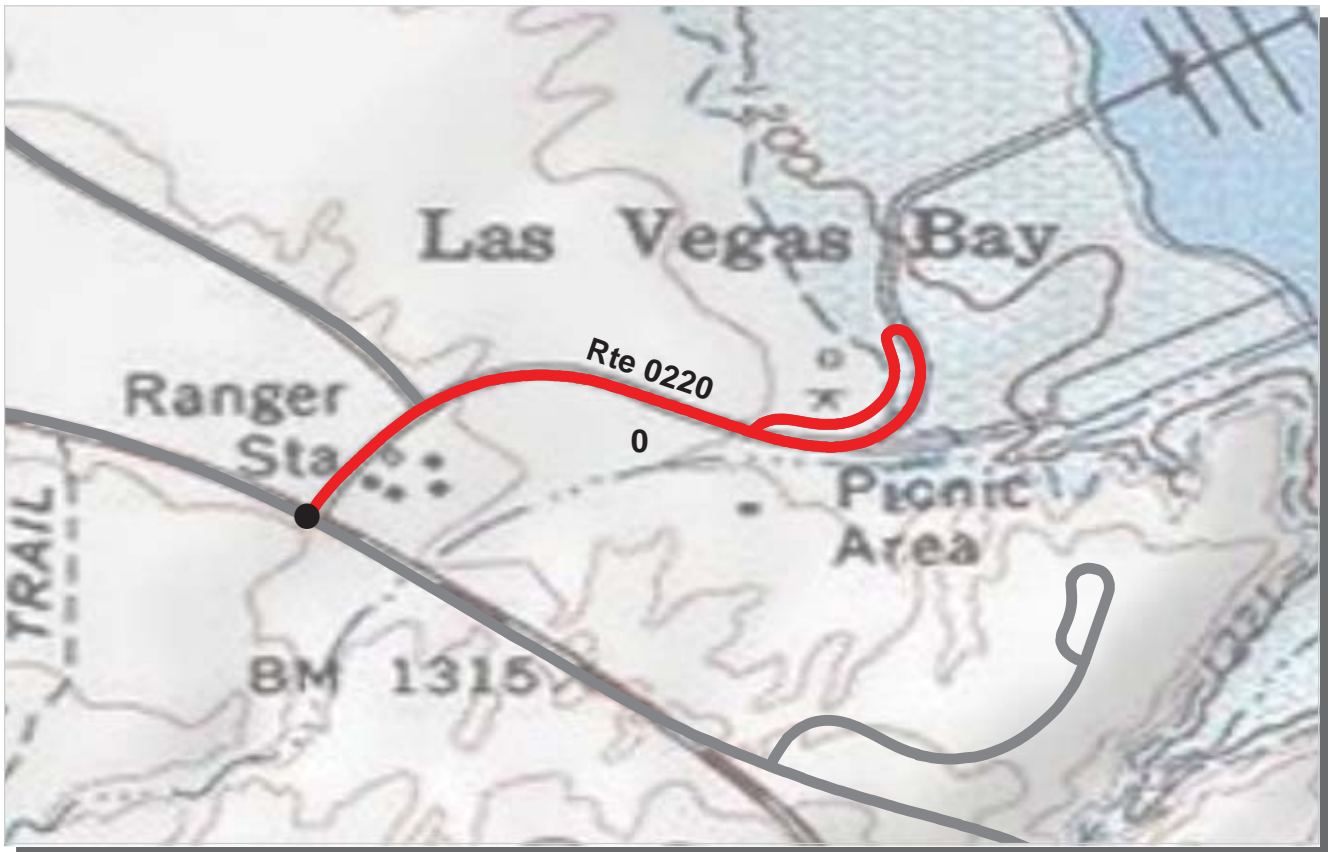 Las Vegas Bay
Rte 0220
Ranger
Sta
0
Picnic
Area
TRAIL
BM 1315